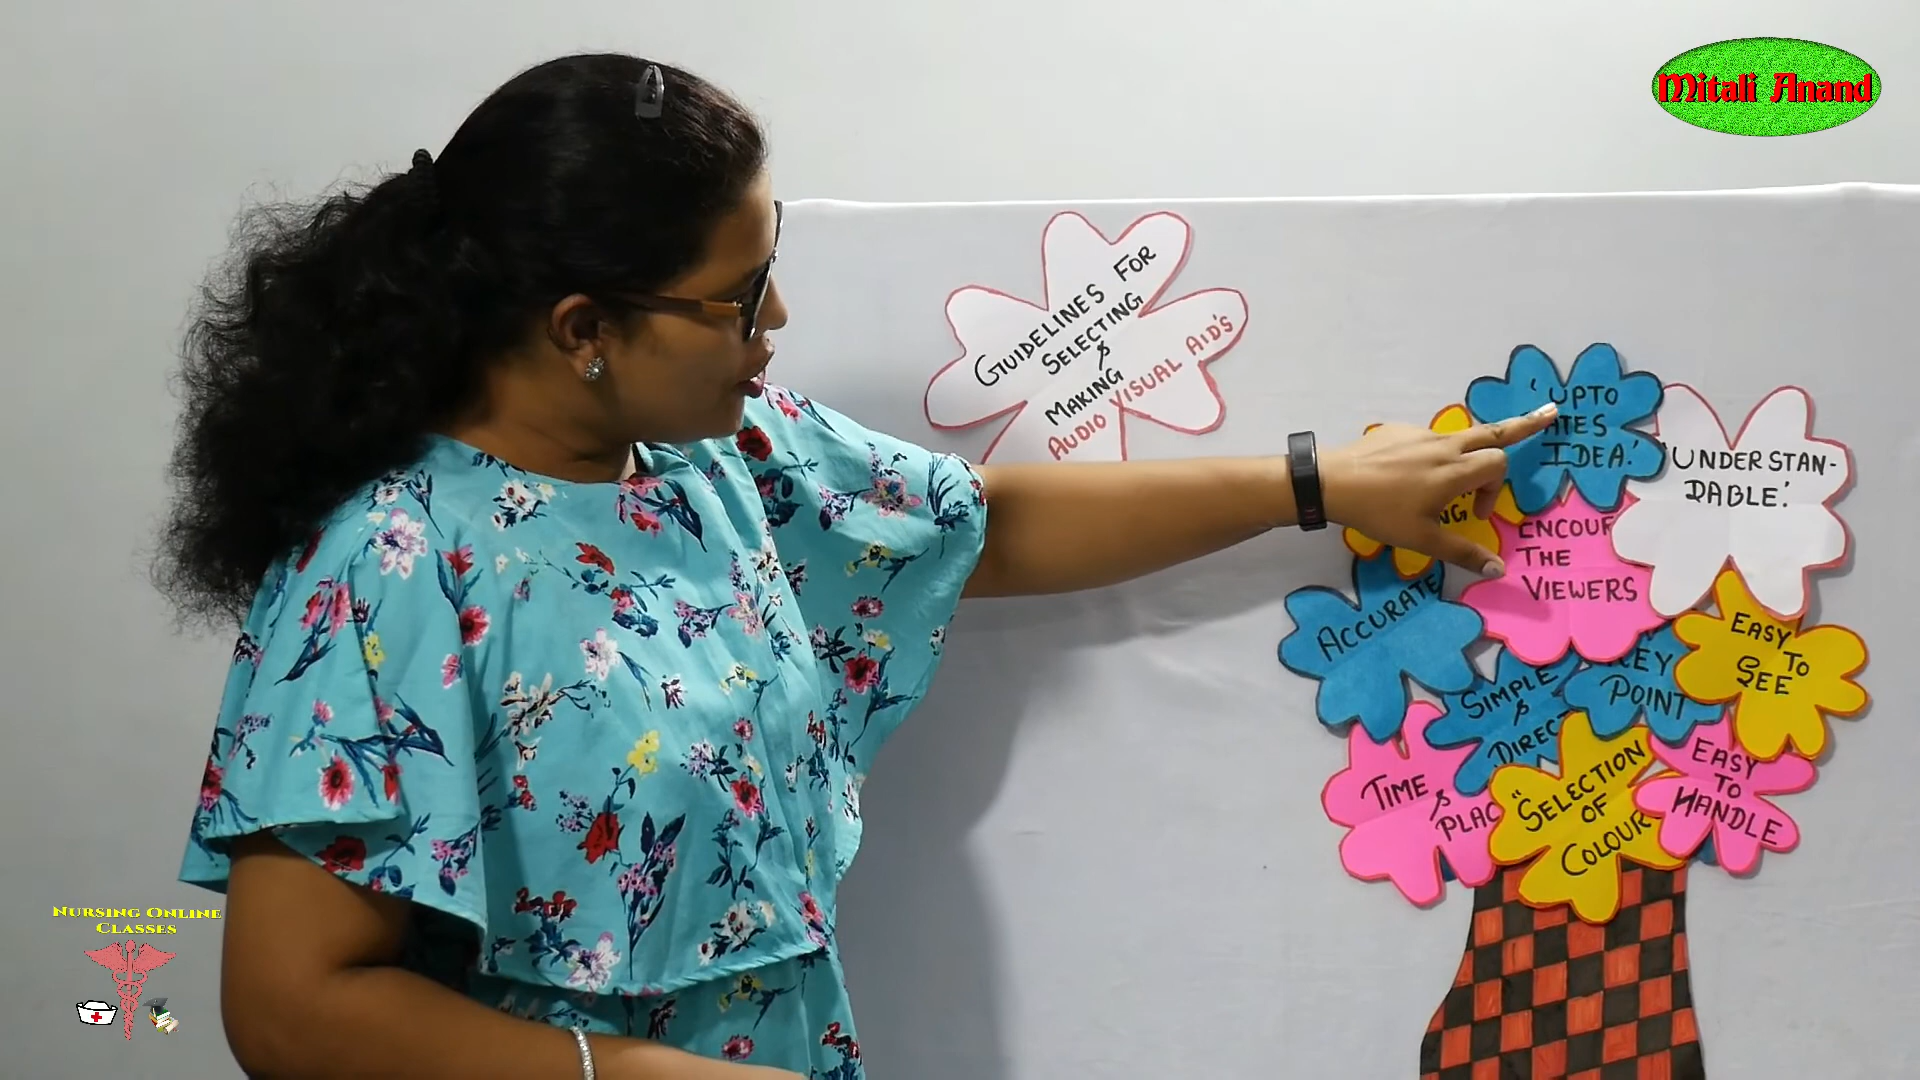 Mitali Anand
GUIDELINES FOR
SELECTING
&
MAKING
AUDIO VISUAL AID'S
'UPTO
IDEA.'
'UNDERSTAN-
DABLE'.
THE
VIEWERS
ACCURATE
EASY
TO
SEE
POINT
SIMPLE
&
EASY
TO
HANDLE
TIME
&
"SELECTION
OF
COLOUR
NURSING ONLINE
CLASSES